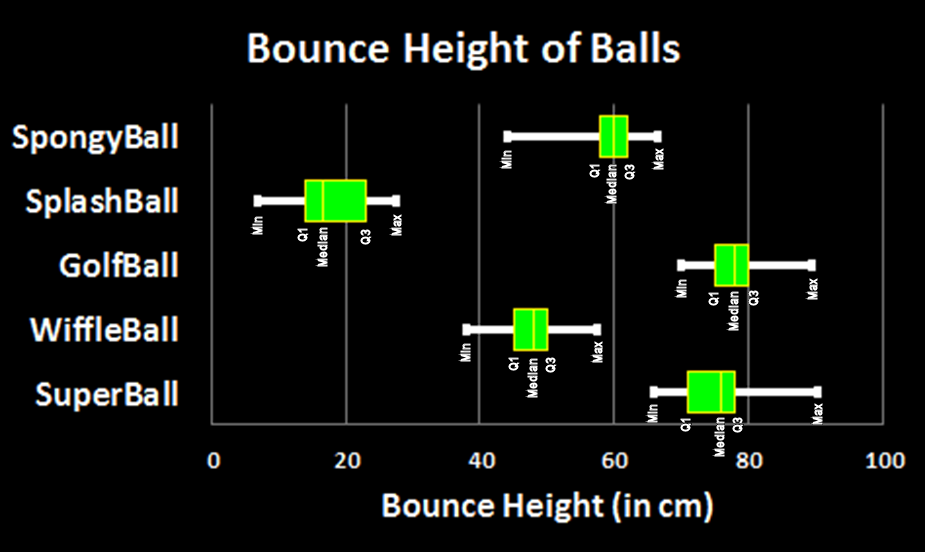 Bounce Height of Balls
SpongyBall
Min Q1 Median Q3 Max
SplashBall
Min Q1 Median Q3 Max
GolfBall
Min Q1 Median Q3 Max
WiffleBall
Min Q1 Median Q3 Max
SuperBall
Min Q1 Median Q3 Max
0 20 40 60 80 100
Bounce Height (in cm)